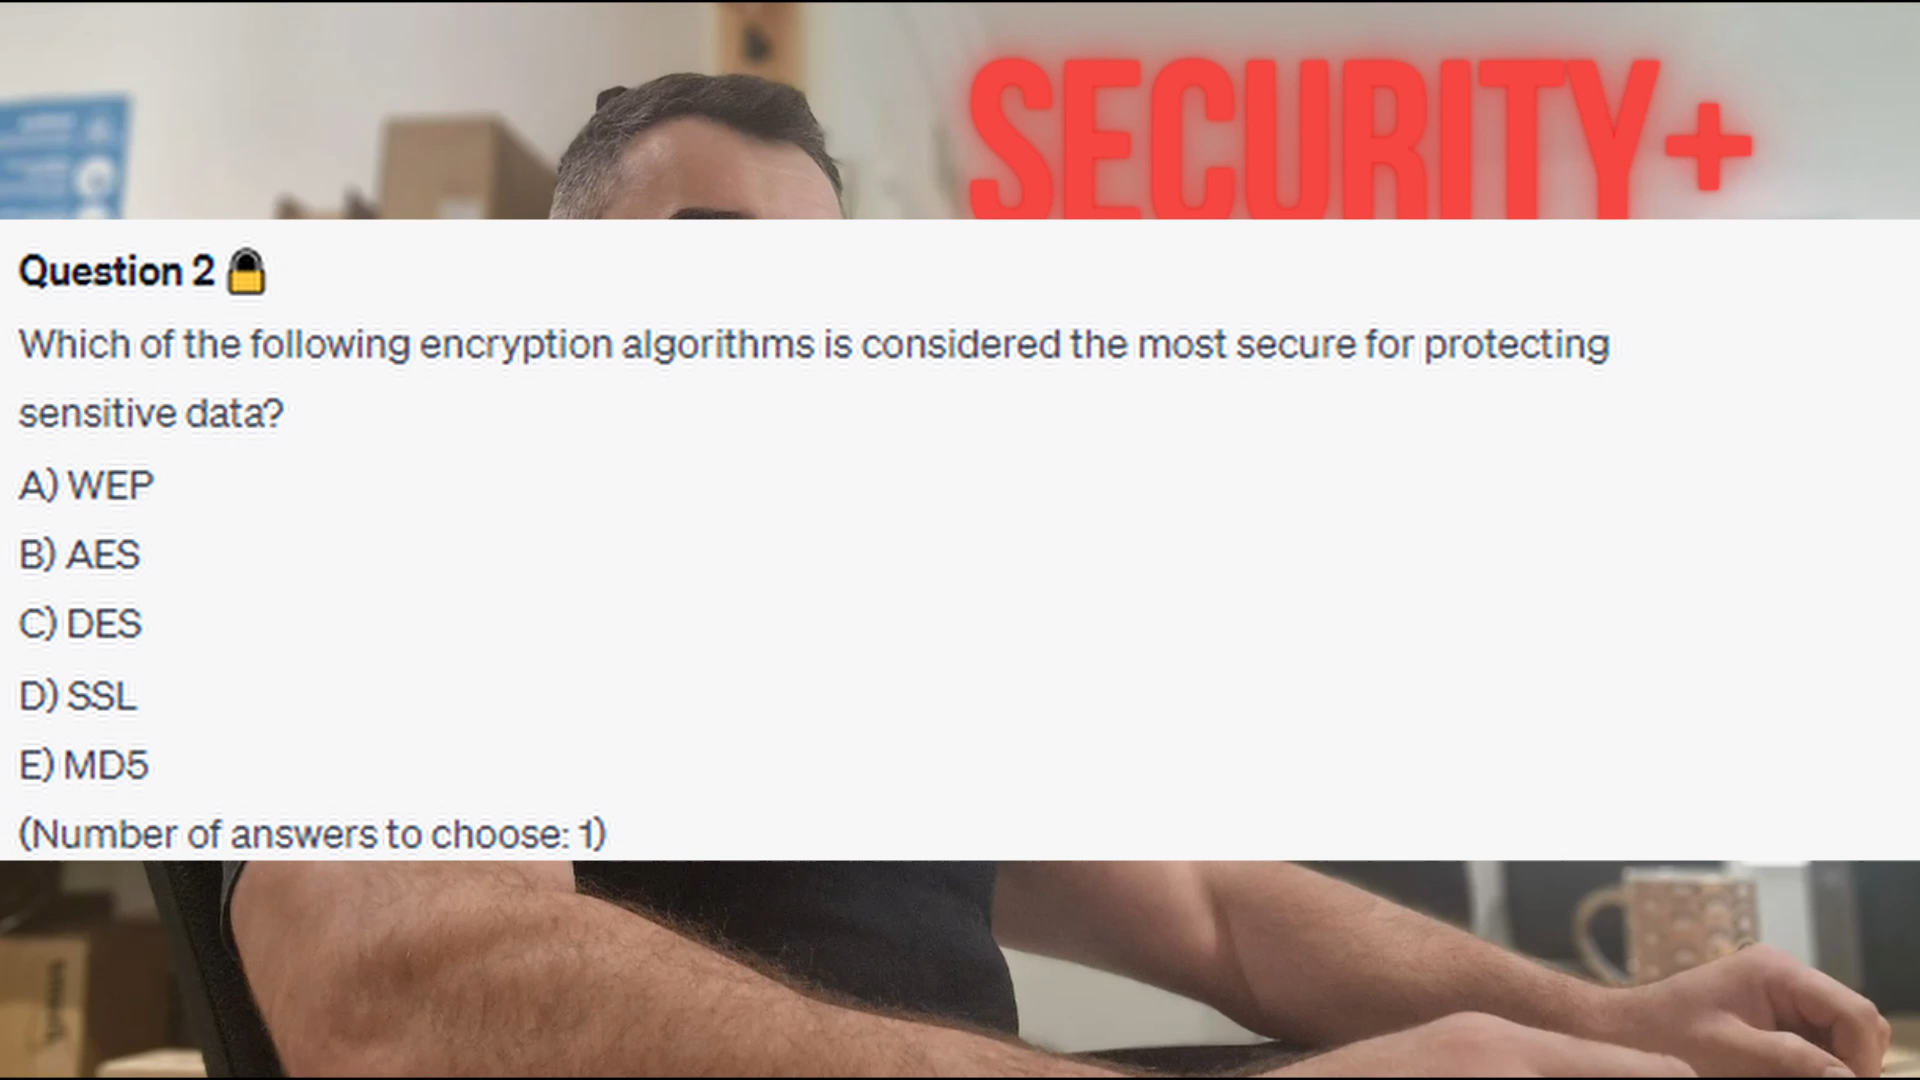 SECURITY+
Question 2 🔒
Which of the following encryption algorithms is considered the most secure for protecting
sensitive data?
A) WEP
B) AES
C) DES
D) SSL
E) MD5
(Number of answers to choose: 1)